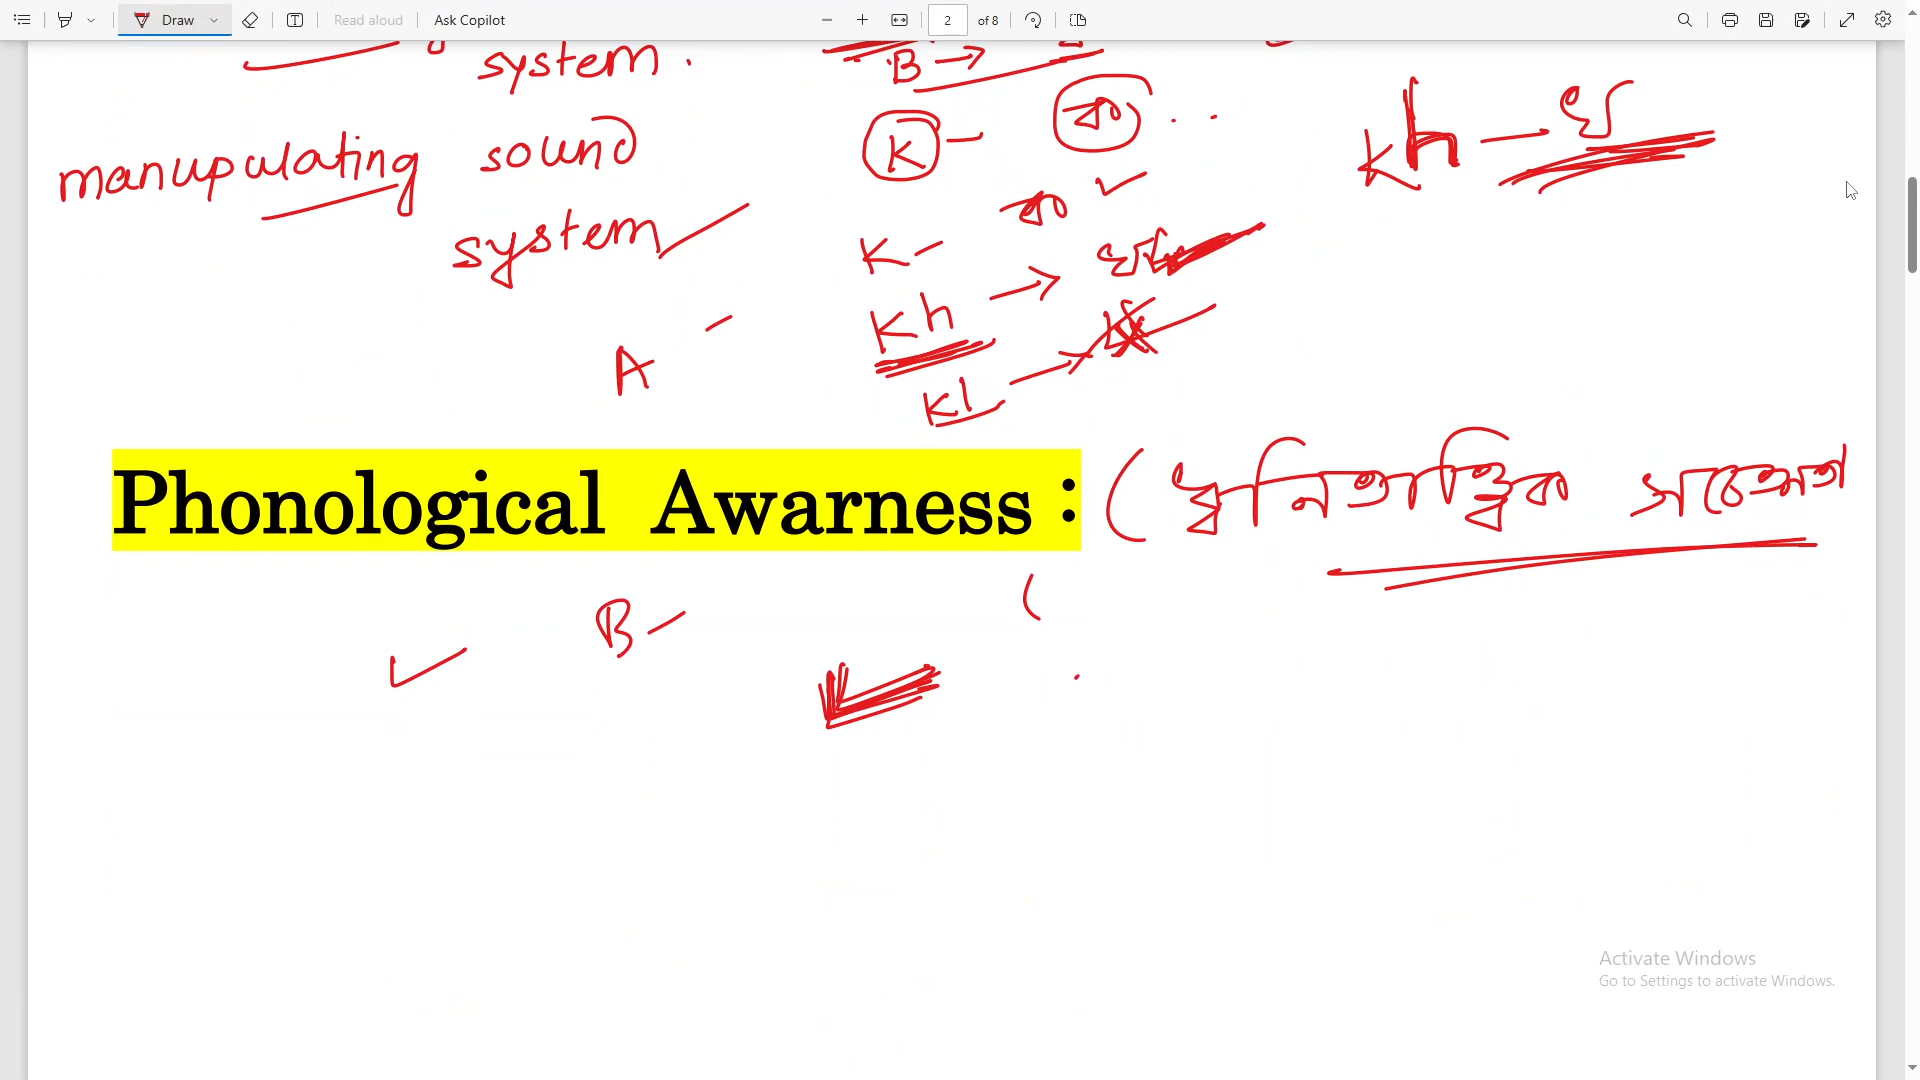 Draw
Read aloud
Ask Copilot
2 of 8
system.
B →
K – ক ..
kh – খ
manupulating sound
system
K – ক
Kh →
A –
Kl →
Phonological Awarness : ( ধ্বনিতাত্ত্বিক সচেতনতা
B –
(
Activate Windows
Go to Settings to activate Windows.